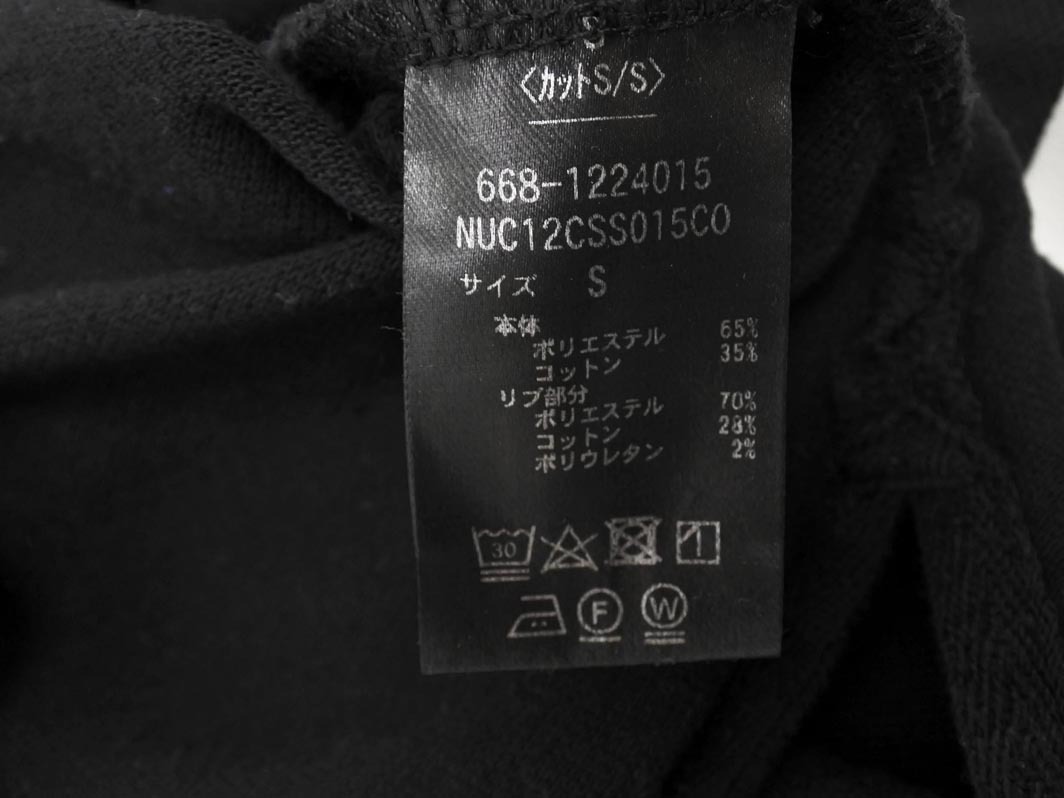 S
〈カットS/S〉
668-1224015
NUC12CSS015CO
サイズ S
本体
ポリエステル 65%
コットン 35%
リブ部分
ポリエステル 70%
コットン 28%
ポリウレタン 2%
30
F W